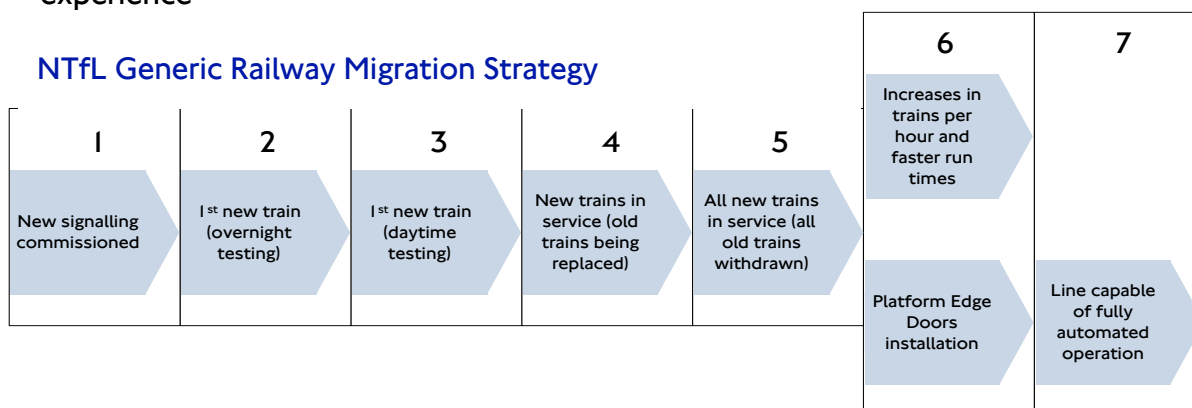 experience
NTfL Generic Railway Migration Strategy
1
New signalling
commissioned
2
1st new train
(overnight
testing)
3
1st new train
(daytime
testing)
4
New trains in
service (old
trains being
replaced)
5
All new trains
in service (all
old trains
withdrawn)
6
Increases in
trains per
hour and
faster run
times
Platform Edge
Doors
installation
7
Line capable
of fully
automated
operation